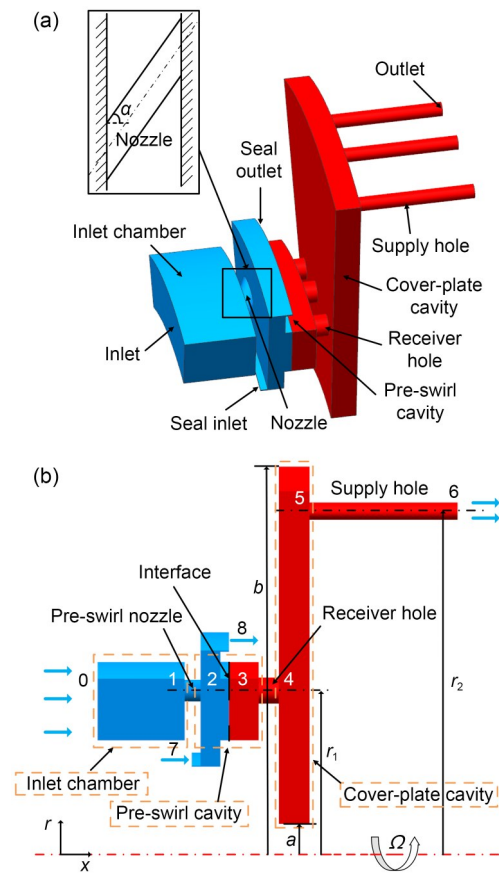 (a)
α
Nozzle
Outlet
Seal
outlet
Inlet chamber
Supply hole
Cover-plate
cavity
Inlet
Receiver
hole
Pre-swirl
cavity
Seal inlet
Nozzle
(b)
5
Supply hole
6
Interface
b
Pre-swirl
nozzle
8
Receiver hole
0
1
2
3
4
r2
7
r1
Inlet chamber
Pre-swirl cavity
Cover-plate cavity
a
r
x
Ω